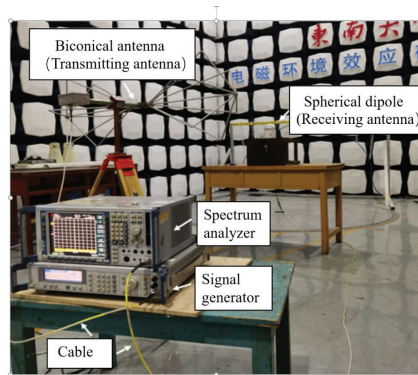 Biconical antenna
(Transmitting antenna)
東南大
电磁环境效应
Spherical dipole
(Receiving antenna)
Spectrum
analyzer
Signal
generator
Cable